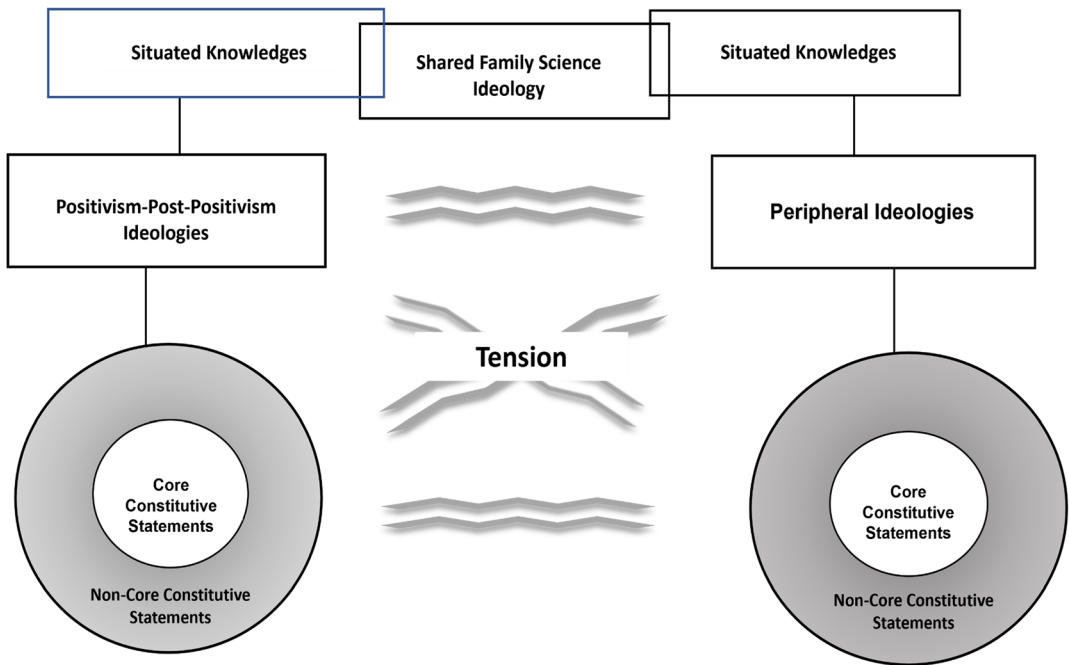 Situated Knowledges
Shared Family Science
Ideology
Situated Knowledges
Positivism-Post-Positivism
Ideologies
Peripheral Ideologies
Tension
Core
Constitutive
Statements
Non-Core Constitutive
Statements
Core
Constitutive
Statements
Non-Core Constitutive
Statements